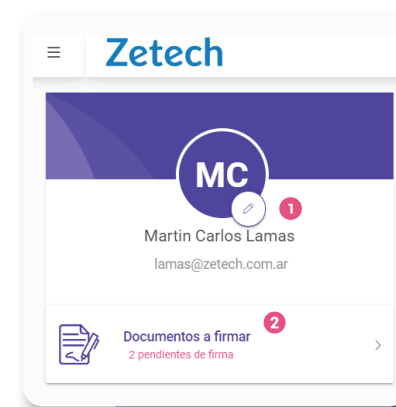 Zetech
MC
1
Martin Carlos Lamas
lamas@zetech.com.ar
2
Documentos a firmar
2 pendientes de firma